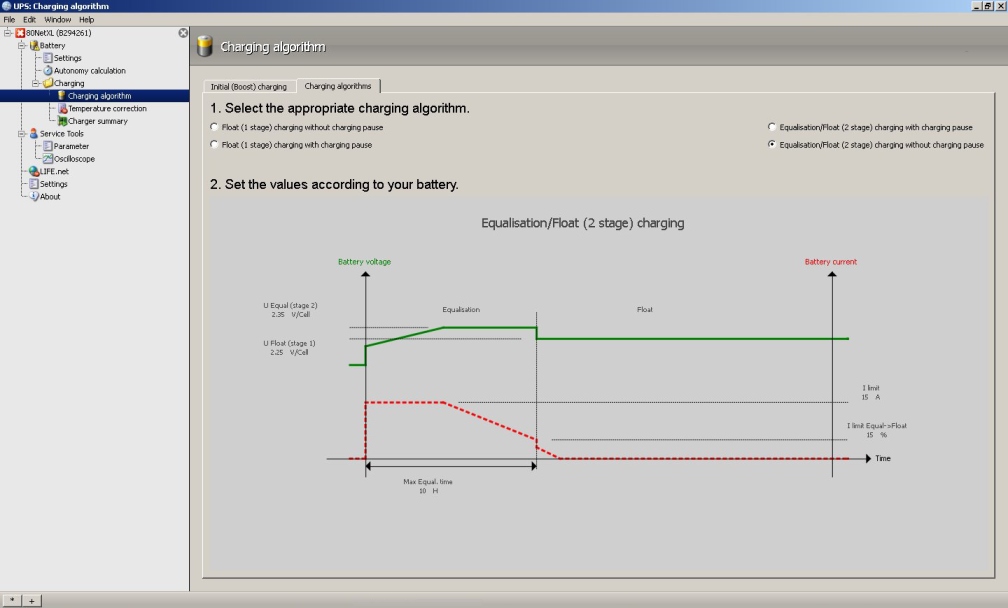 UPS: Charging algorithm
File Edit Window Help
80NetXL (B294261)
Battery
Settings
Autonomy calculation
Charging
Charging algorithm
Temperature correction
Charger summary
Service Tools
Parameter
Oscilloscope
LIFE.net
Settings
About
Charging algorithm
Initial (Boost) charging
Charging algorithms
1. Select the appropriate charging algorithm.
Float (1 stage) charging without charging pause
Equalisation/Float (2 stage) charging with charging pause
Float (1 stage) charging with charging pause
Equalisation/Float (2 stage) charging without charging pause
2. Set the values according to your battery.
Equalisation/Float (2 stage) charging
Battery voltage
Battery current
U Equal (stage 2)
2.35 V/Cell
Equalisation
Float
U Float (stage 1)
2.25 V/Cell
I limit
15 A
I limit Equal->Float
15 %
Time
Max Equal. time
10 H
* +